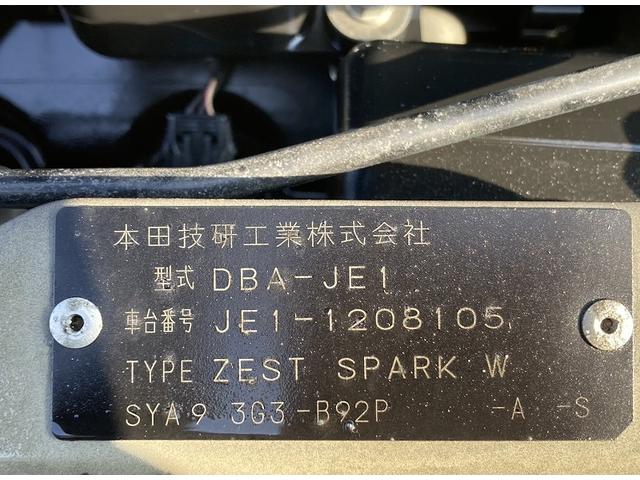 本田技研工業株式会社
型式 DBA-JE1
車台番号 JE1-1208105
TYPE ZEST SPARK W
SYA9 3G3-B92P -A -S